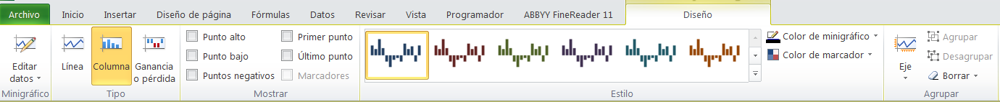 Archivo Inicio Insertar Diseño de página Fórmulas Datos Revisar Vista Programador ABBYY FineReader 11 Diseño
Editar datos
Minigráfico
Línea
Columna
Ganancia o pérdida
Tipo
Punto alto
Punto bajo
Puntos negativos
Primer punto
Último punto
Marcadores
Mostrar
Estilo
Color de minigráfico
Color de marcador
Eje
Agrupar
Desagrupar
Borrar
Agrupar